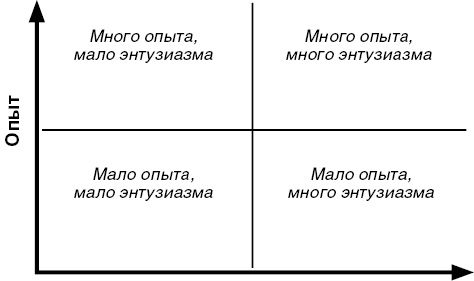 Много опыта,
мало энтузиазма
Много опыта,
много энтузиазма
Опыт
Мало опыта,
мало энтузиазма
Мало опыта,
много энтузиазма